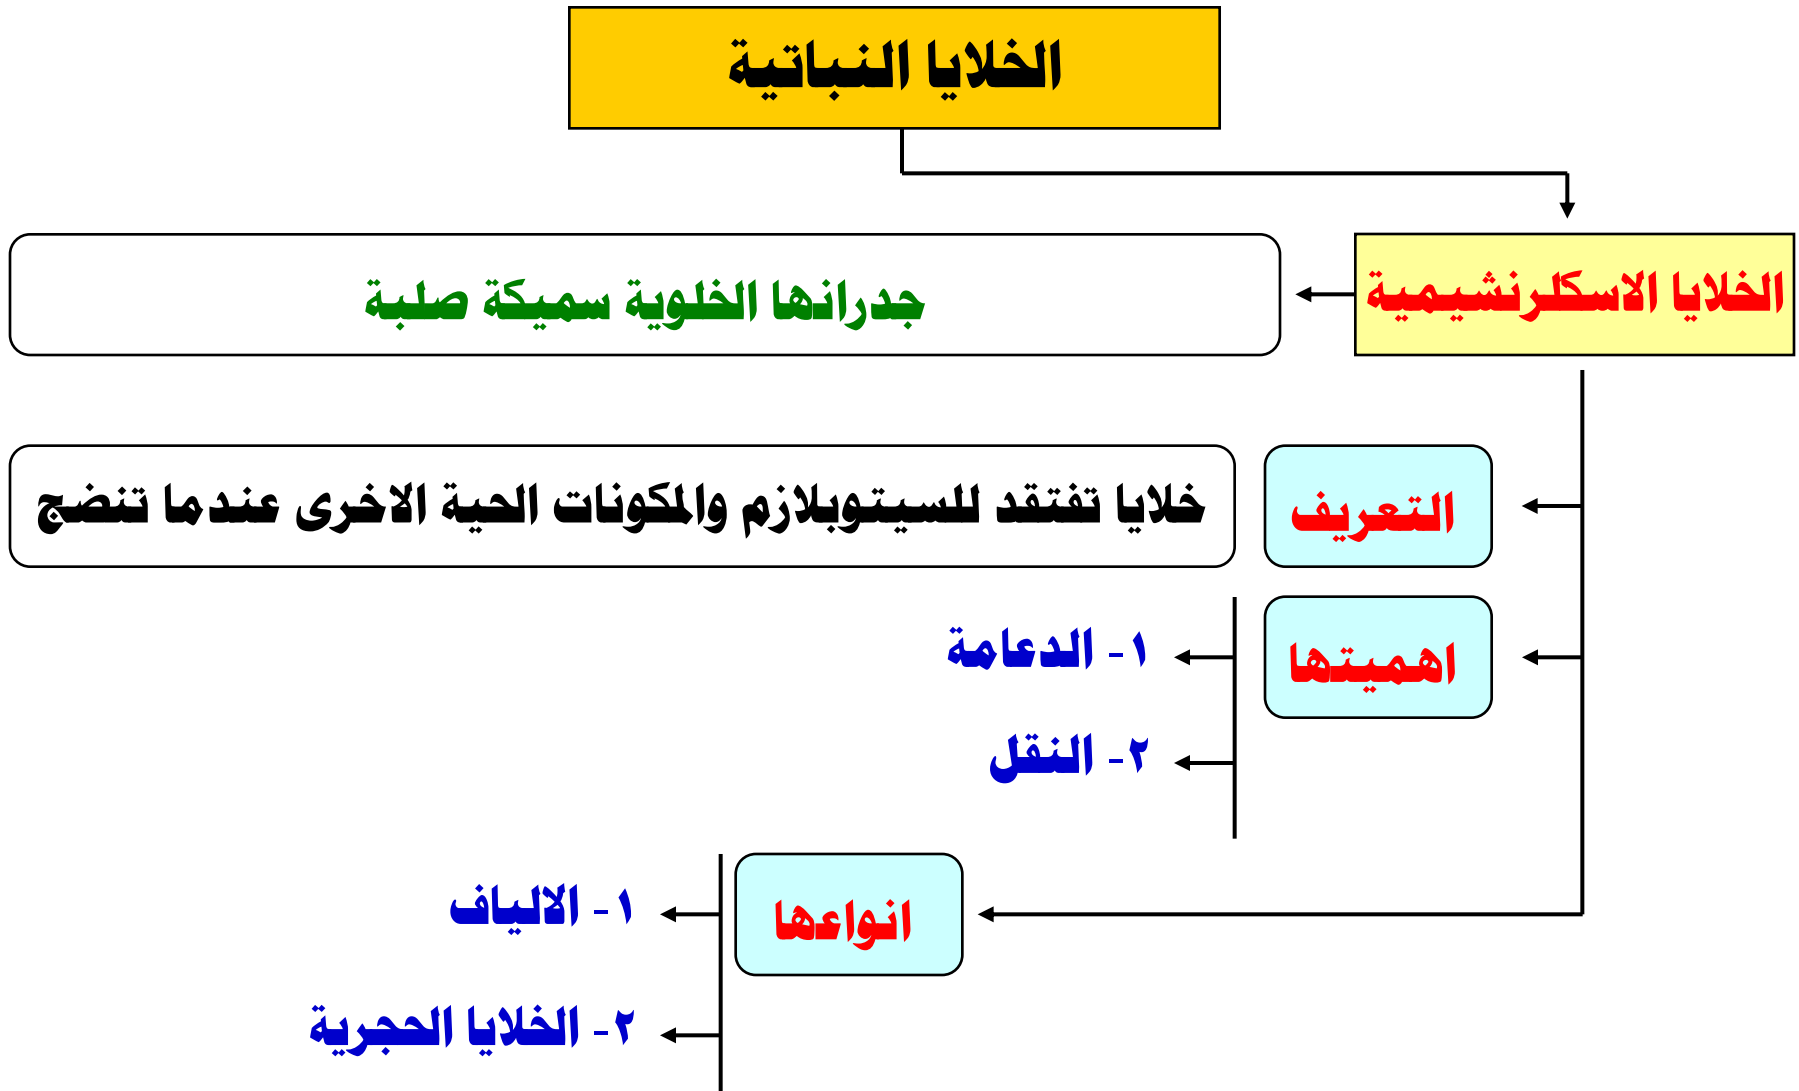 الخلايا النباتية
الخلايا الاسكلرنشيمية
جدرانها الخلوية سميكة صلبة
التعريف
خلايا تفتقد للسيتوبلازم والمكونات الحية الاخرى عندما تنضج
اهميتها
١- الدعامة
٢- النقل
انواعها
١- الالياف
٢- الخلايا الحجرية